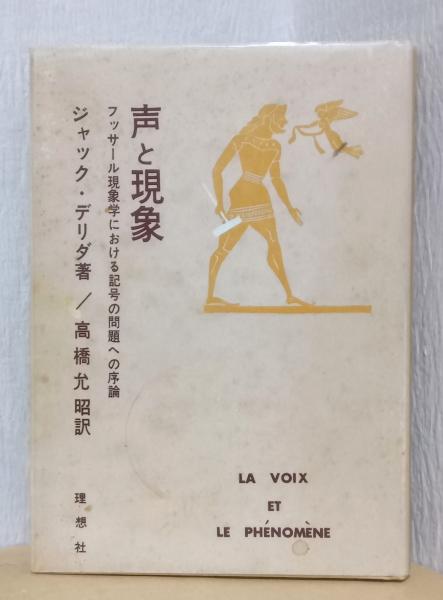 声と現象
フッサール現象学における記号の問題への序論
ジャック・デリダ著／高橋允昭訳
理想社
LA VOIX
ET
LE PHÉNOMÈNE